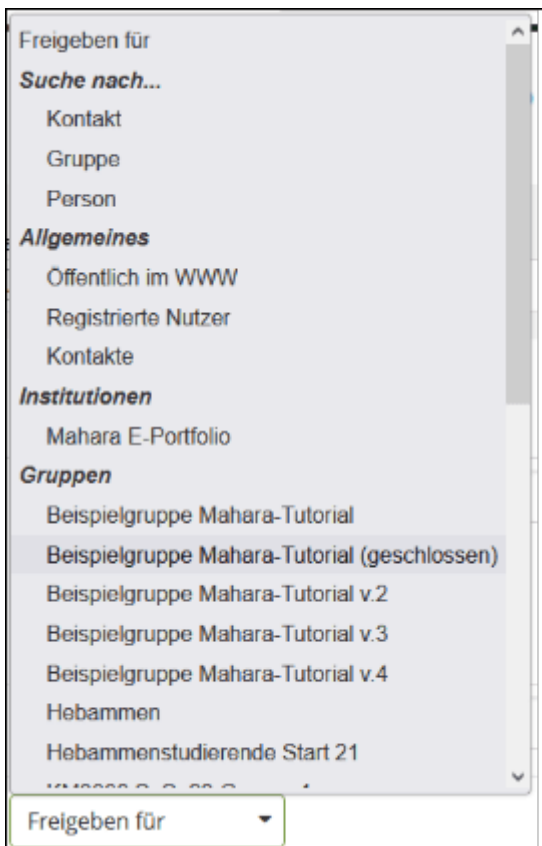 Freigeben für
Suche nach...
Kontakt
Gruppe
Person
Allgemeines
Öffentlich im WWW
Registrierte Nutzer
Kontakte
Institutionen
Mahara E-Portfolio
Gruppen
Beispielgruppe Mahara-Tutorial
Beispielgruppe Mahara-Tutorial (geschlossen)
Beispielgruppe Mahara-Tutorial v.2
Beispielgruppe Mahara-Tutorial v.3
Beispielgruppe Mahara-Tutorial v.4
Hebammen
Hebammenstudierende Start 21
Freigeben für